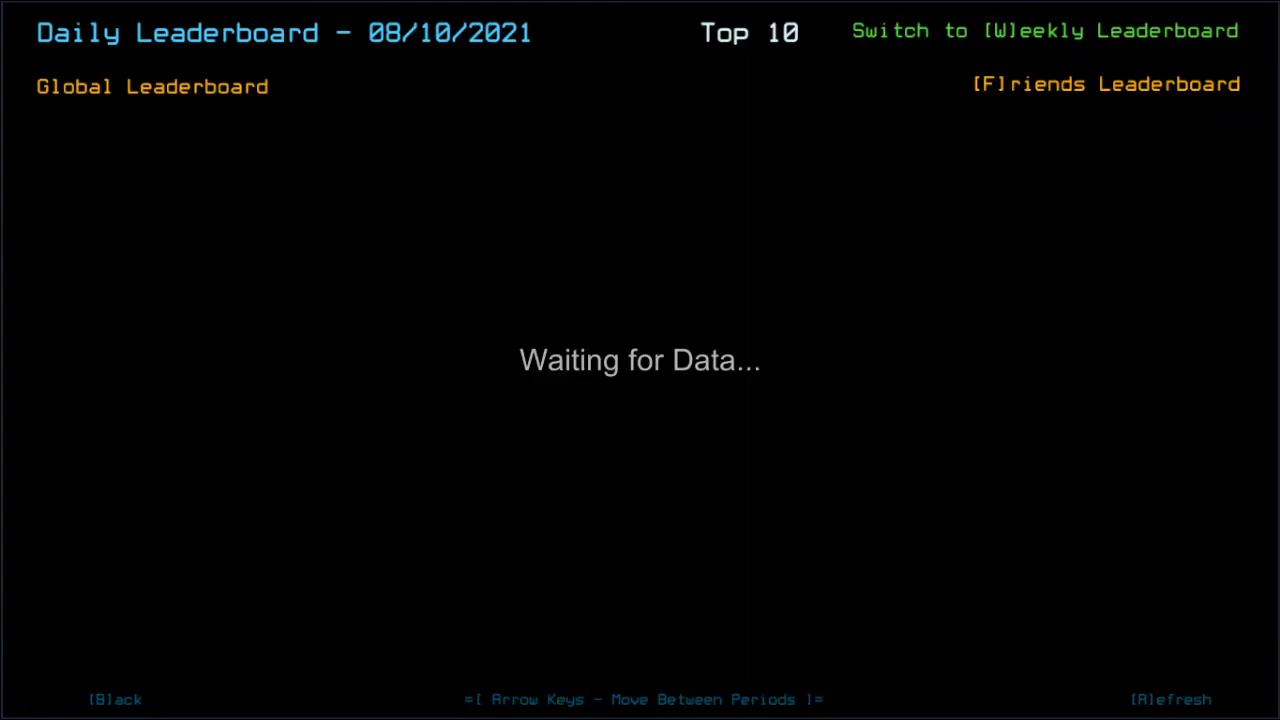 Daily Leaderboard - 08/10/2021
Top 10
Switch to [W]eekly Leaderboard
Global Leaderboard
[F]riends Leaderboard
Waiting for Data...
[B]ack
=[ Arrow Keys - Move Between Periods ]=
[R]efresh